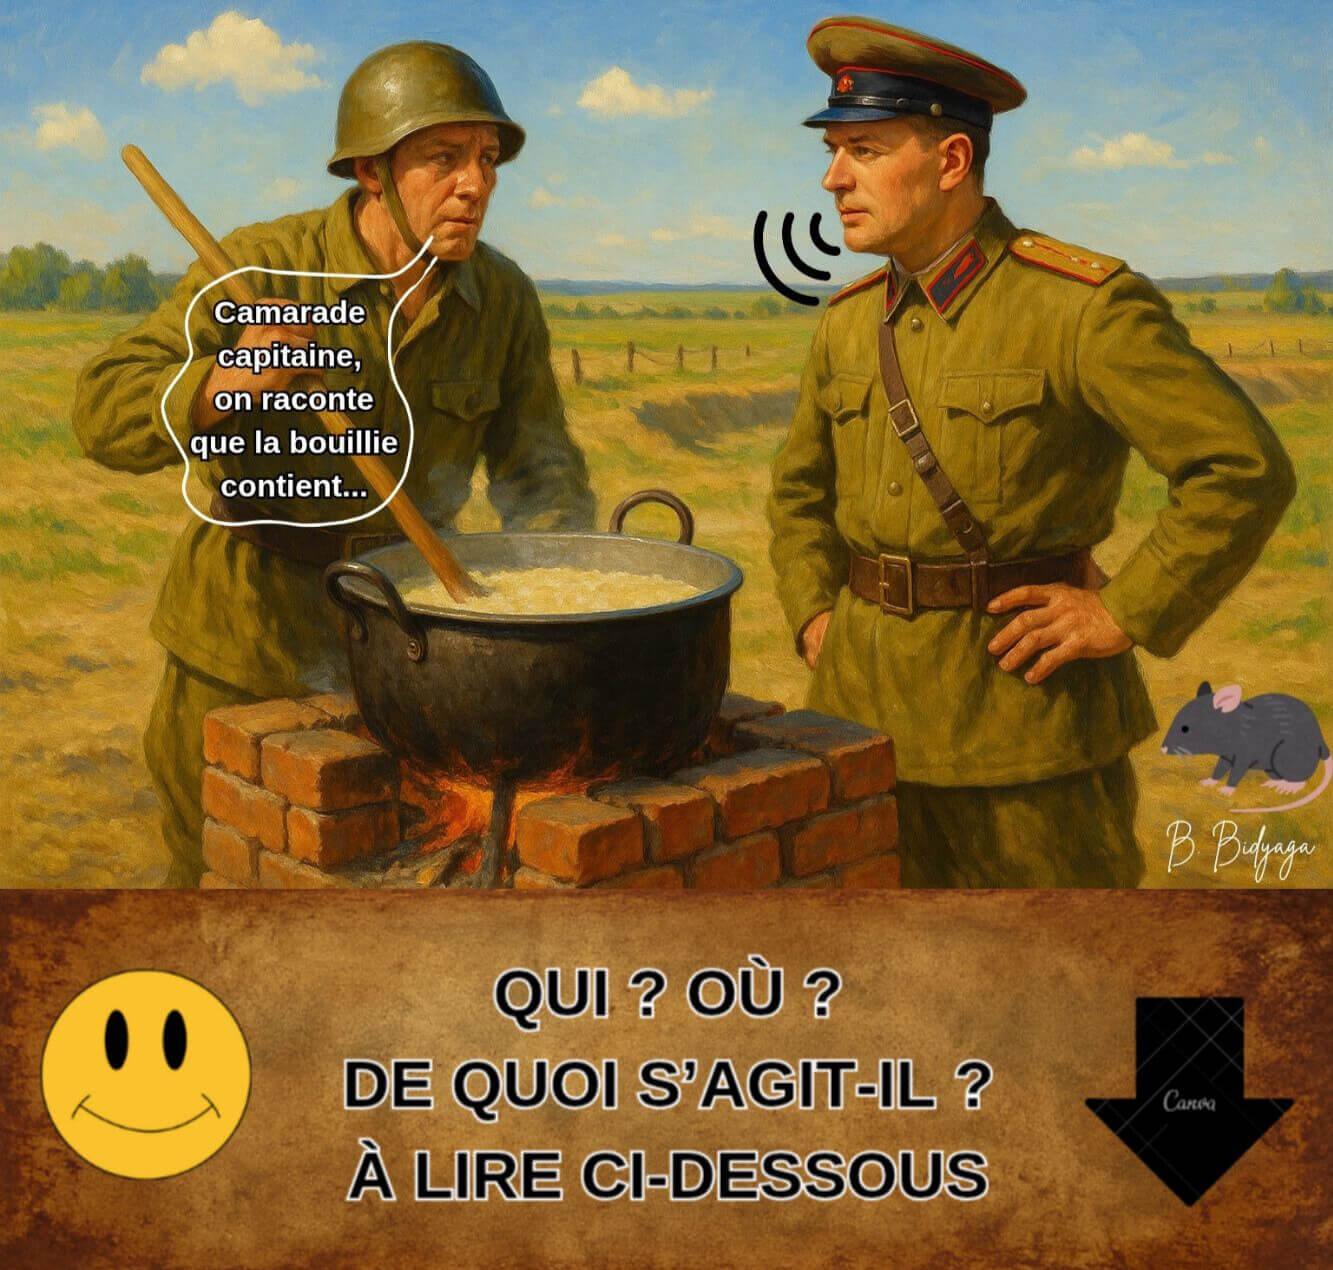 Camarade
capitaine,
on raconte
que la bouillie
contient...
B. Bidyaga
QUI ? OÙ ?
DE QUOI S’AGIT-IL ?
À LIRE CI-DESSOUS
Canva